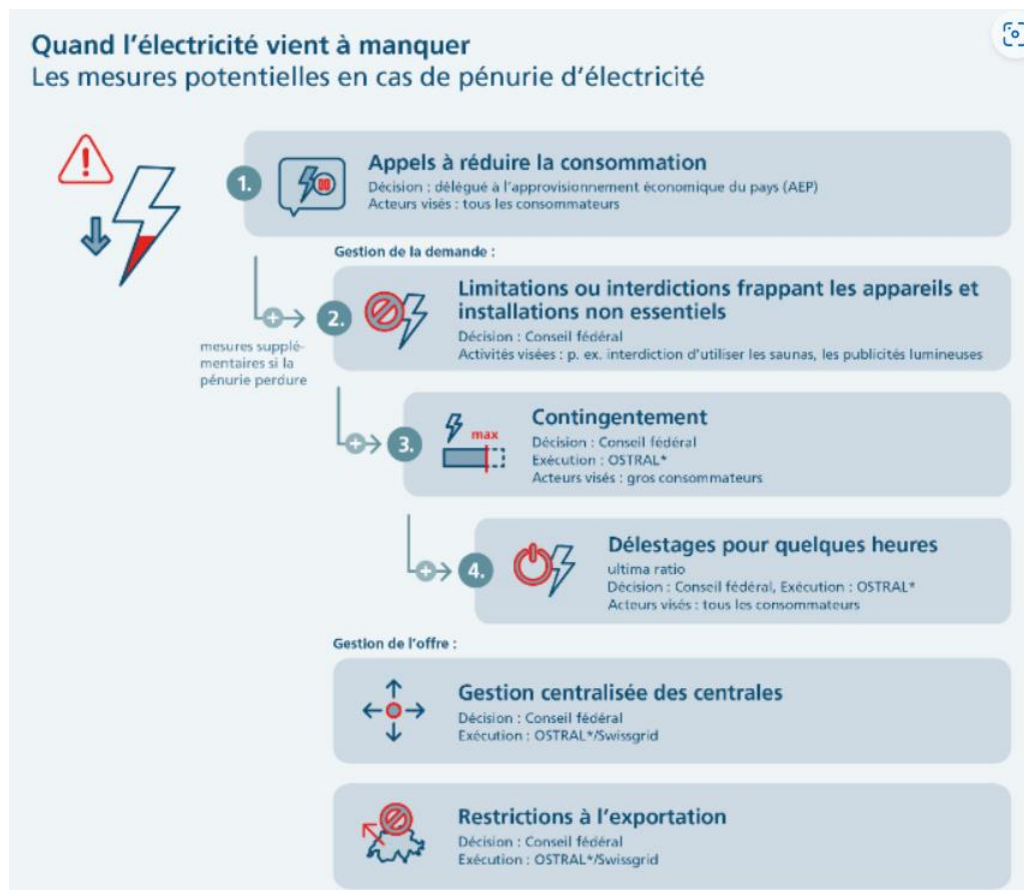 Quand l'électricité vient à manquer
Les mesures potentielles en cas de pénurie d'électricité
1.
Appels à réduire la consommation
Décision : délégué à l'approvisionnement économique du pays (AEP)
Acteurs visés : tous les consommateurs
Gestion de la demande :
mesures supplé-
mentaires si la
pénurie perdure
2.
Limitations ou interdictions frappant les appareils et
installations non essentiels
Décision : Conseil fédéral
Activités visées : p. ex. interdiction d'utiliser les saunas, les publicités lumineuses
3.
max
Contingentement
Décision : Conseil fédéral
Exécution : OSTRAL*
Acteurs visés : gros consommateurs
4.
Délestages pour quelques heures
ultima ratio
Décision : Conseil fédéral, Exécution : OSTRAL*
Acteurs visés : tous les consommateurs
Gestion de l'offre :
Gestion centralisée des centrales
Décision : Conseil fédéral
Exécution : OSTRAL*/Swissgrid
Restrictions à l'exportation
Décision : Conseil fédéral
Exécution : OSTRAL*/Swissgrid